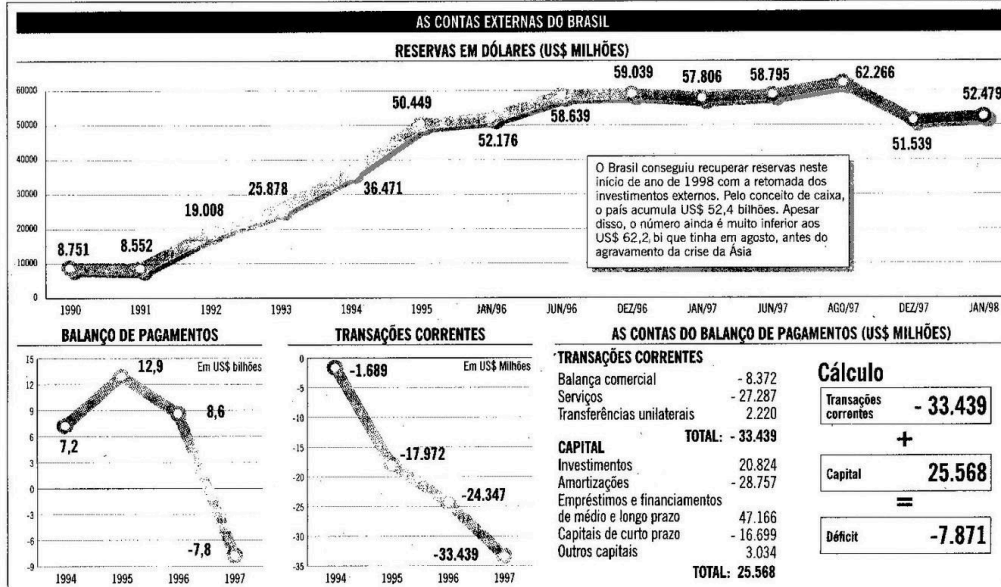 AS CONTAS EXTERNAS DO BRASIL
RESERVAS EM DÓLARES (US$ MILHÕES)
60000
50000
40000
30000
20000
10000
0
8.751
8.552
19.008
25.878
36.471
50.449
52.176
58.639
59.039
57.806
58.795
62.266
51.539
52.479
1990
1991
1992
1993
1994
1995
JAN/96
JUN/96
DEZ/96
JAN/97
JUN/97
AGO/97
DEZ/97
JAN/98
O Brasil conseguiu recuperar reservas neste
início de ano de 1998 com a retomada dos
investimentos externos. Pelo conceito de caixa,
o país acumula US$ 52,4 bilhões. Apesar
disso, o número ainda é muito inferior aos
US$ 62,2 bi que tinha em agosto, antes do
agravamento da crise da Ásia
BALANÇO DE PAGAMENTOS
Em US$ bilhões
15
12
9
6
3
0
-3
-6
-9
7,2
12,9
8,6
-7,8
1994
1995
1996
1997
TRANSAÇÕES CORRENTES
Em US$ Milhões
0
-5
-10
-15
-20
-25
-30
-35
-1.689
-17.972
-24.347
-33.439
1994
1995
1996
1997
AS CONTAS DO BALANÇO DE PAGAMENTOS (US$ MILHÕES)
TRANSAÇÕES CORRENTES
Balança comercial - 8.372
Serviços - 27.287
Transferências unilaterais 2.220
TOTAL: - 33.439
CAPITAL
Investimentos 20.824
Amortizações - 28.757
Empréstimos e financiamentos
de médio e longo prazo 47.166
Capitais de curto prazo - 16.699
Outros capitais 3.034
TOTAL: 25.568
Cálculo
Transações
correntes - 33.439
+
Capital 25.568
=
Déficit -7.871